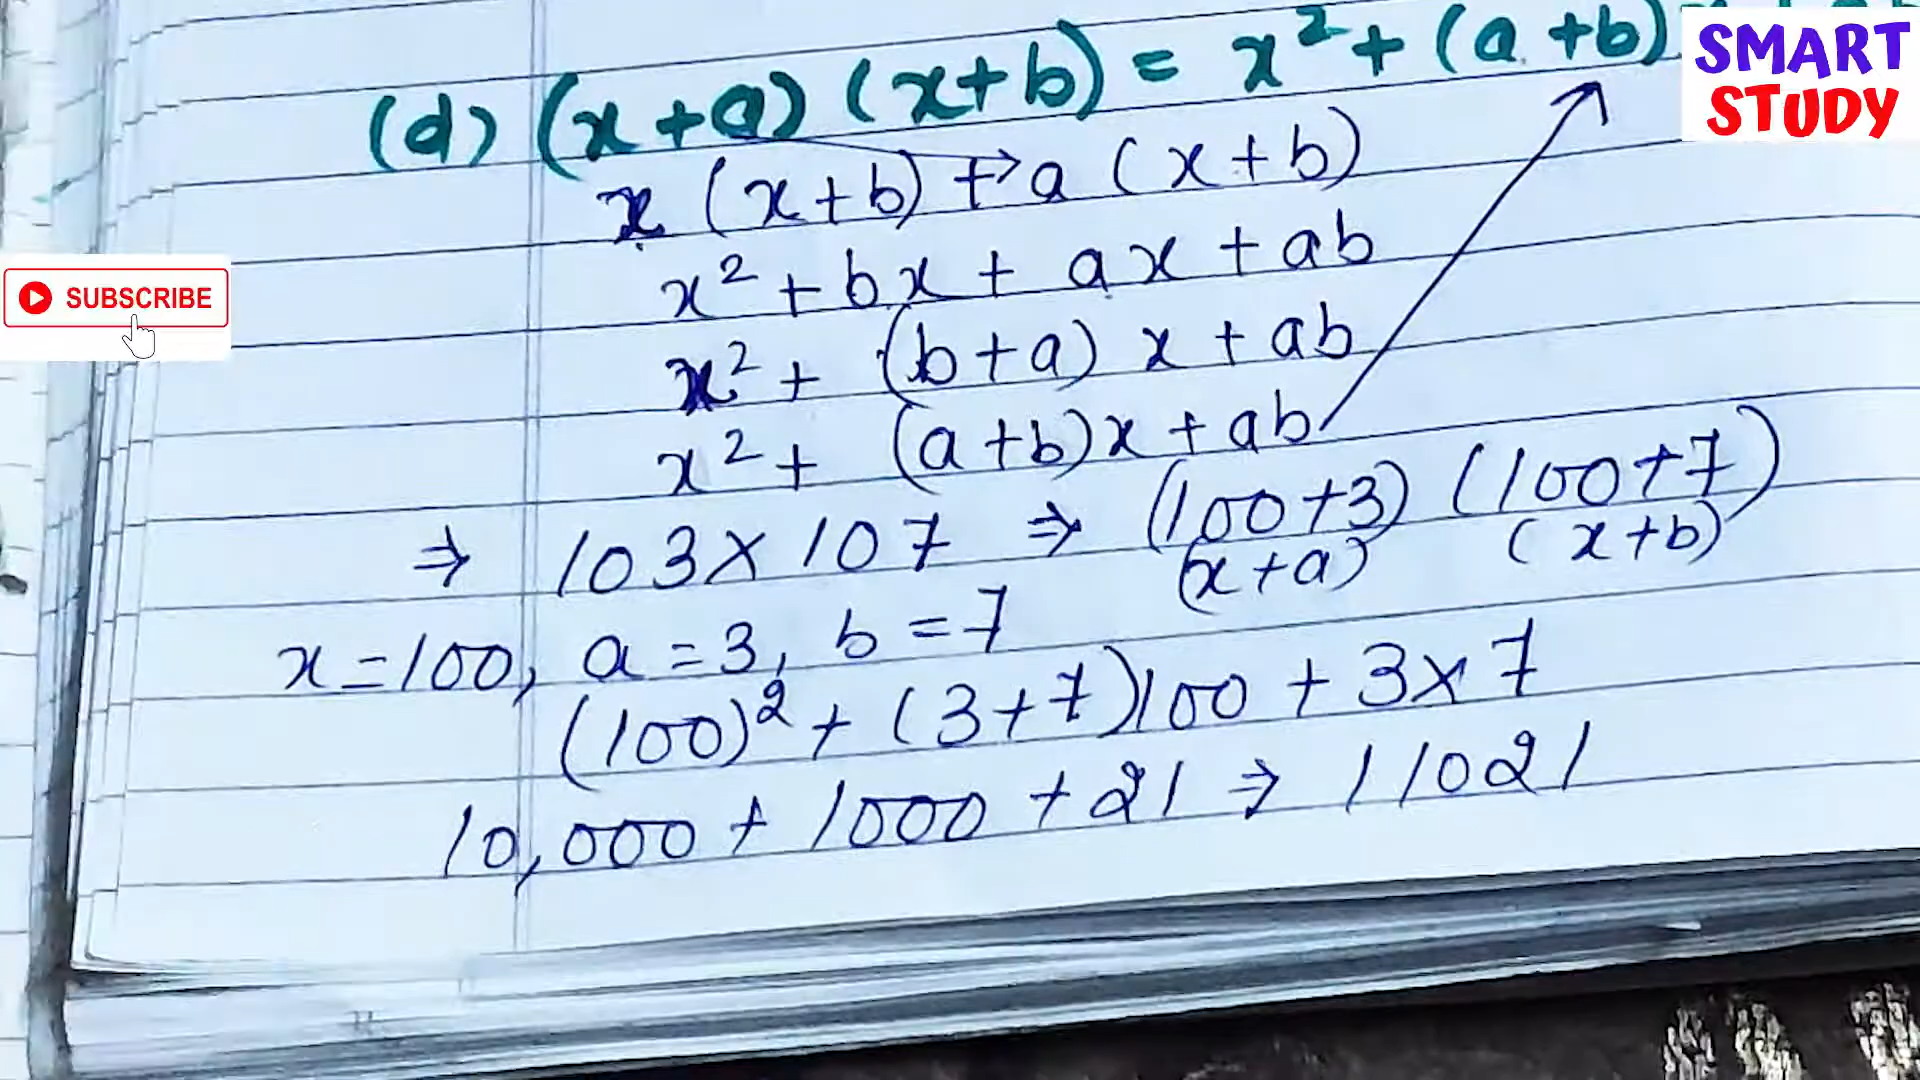 (d) (x+a) (x+b) = x² + (a+b)
x (x+b) + a (x+b)
x² + bx + ax + ab
x² + (b+a) x + ab
x² + (a+b)x + ab
⇒ 103 × 107 ⇒ (100+3) (100+7)
(x+a) (x+b)
x = 100, a = 3, b = 7
(100)² + (3+7)100 + 3×7
10,000 + 1000 + 21 ⇒ 11021
SMART
STUDY
SUBSCRIBE